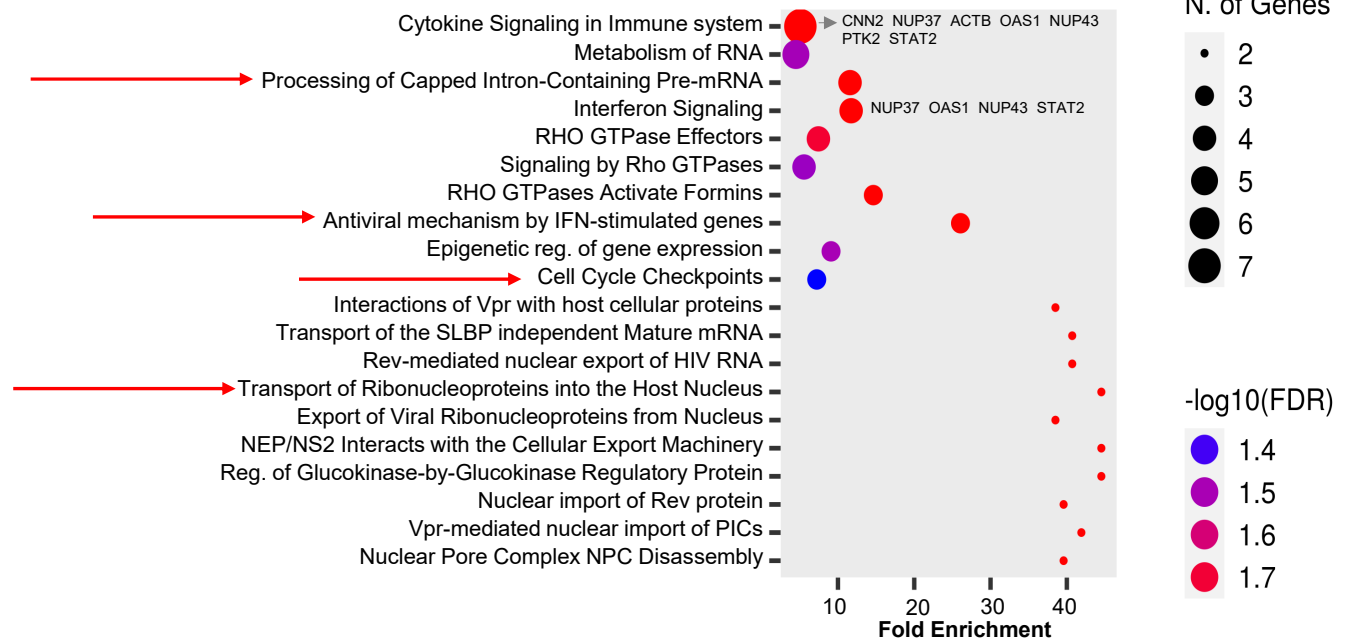 Cytokine Signaling in Immune system
CNN2 NUP37 ACTB OAS1 NUP43
PTK2 STAT2
Metabolism of RNA
Processing of Capped Intron-Containing Pre-mRNA
Interferon Signaling
NUP37 OAS1 NUP43 STAT2
RHO GTPase Effectors
Signaling by Rho GTPases
RHO GTPases Activate Formins
Antiviral mechanism by IFN-stimulated genes
Epigenetic reg. of gene expression
Cell Cycle Checkpoints
Interactions of Vpr with host cellular proteins
Transport of the SLBP independent Mature mRNA
Rev-mediated nuclear export of HIV RNA
Transport of Ribonucleoproteins into the Host Nucleus
Export of Viral Ribonucleoproteins from Nucleus
NEP/NS2 Interacts with the Cellular Export Machinery
Reg. of Glucokinase-by-Glucokinase Regulatory Protein
Nuclear import of Rev protein
Vpr-mediated nuclear import of PICs
Nuclear Pore Complex NPC Disassembly
10 20 30 40
Fold Enrichment
N. of Genes
2
3
4
5
6
7
-log10(FDR)
1.4
1.5
1.6
1.7